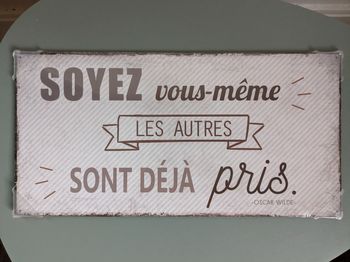 SOYEZ vous-même
LES AUTRES
SONT DÉJÀ pris.
-OSCAR WILDE-